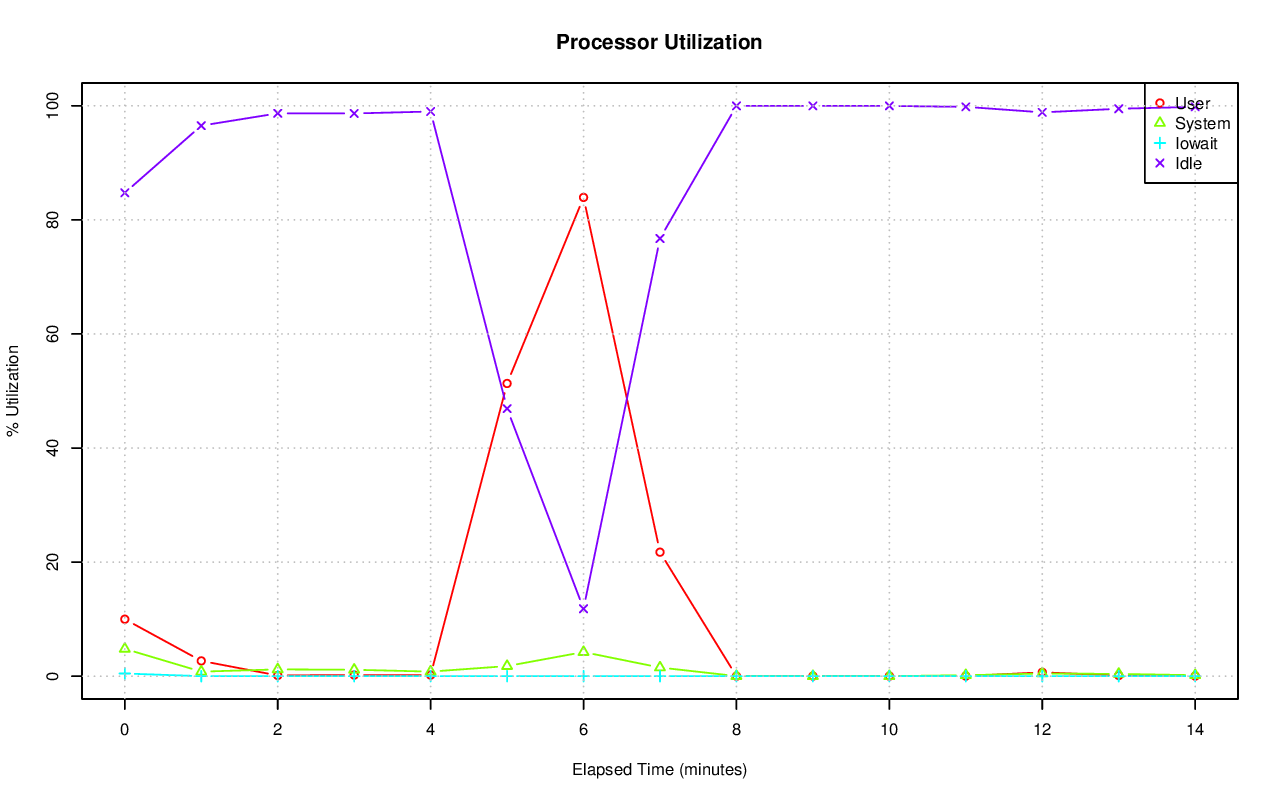 Processor Utilization
% Utilization
100
80
60
40
20
0
User
System
Iowait
Idle
0 2 4 6 8 10 12 14
Elapsed Time (minutes)